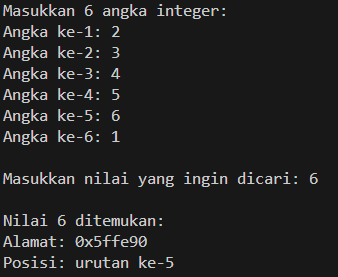 Masukkan 6 angka integer:
Angka ke-1: 2
Angka ke-2: 3
Angka ke-3: 4
Angka ke-4: 5
Angka ke-5: 6
Angka ke-6: 1
Masukkan nilai yang ingin dicari: 6
Nilai 6 ditemukan:
Alamat: 0x5ffe90
Posisi: urutan ke-5